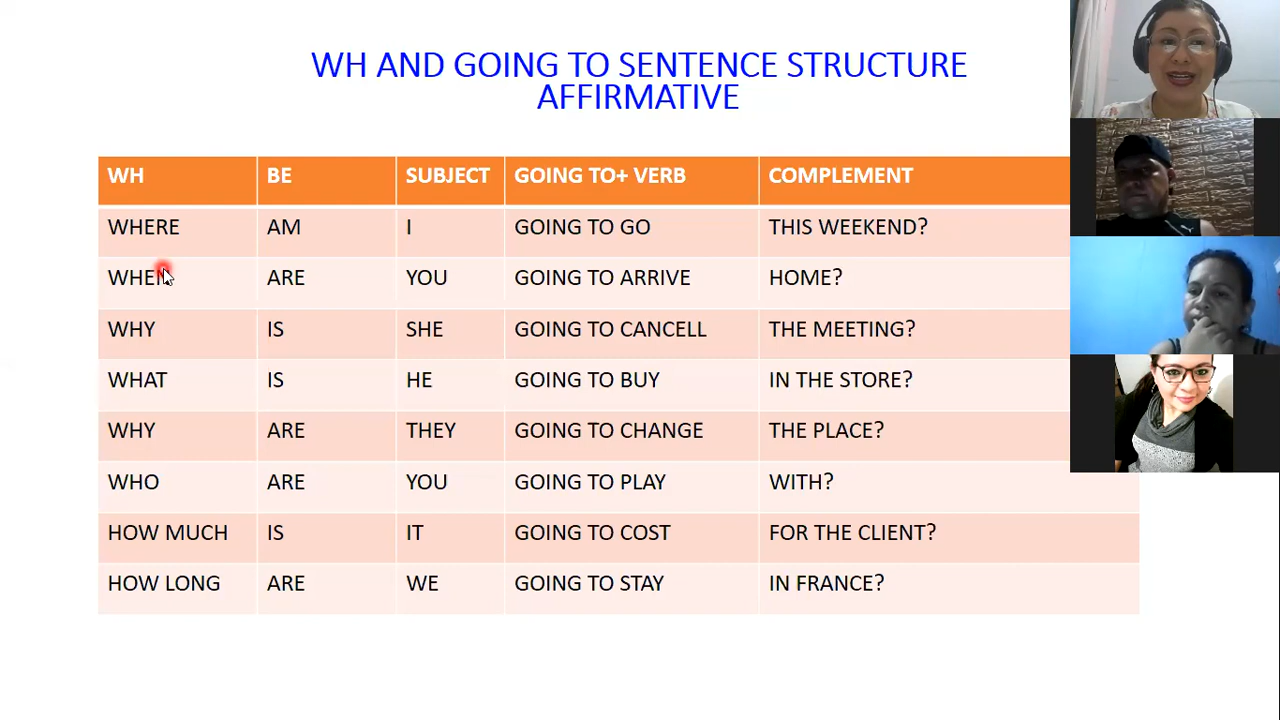 WH AND GOING TO SENTENCE STRUCTURE
AFFIRMATIVE
WH BE SUBJECT GOING TO+ VERB COMPLEMENT
WHERE AM I GOING TO GO THIS WEEKEND?
WHEN ARE YOU GOING TO ARRIVE HOME?
WHY IS SHE GOING TO CANCELL THE MEETING?
WHAT IS HE GOING TO BUY IN THE STORE?
WHY ARE THEY GOING TO CHANGE THE PLACE?
WHO ARE YOU GOING TO PLAY WITH?
HOW MUCH IS IT GOING TO COST FOR THE CLIENT?
HOW LONG ARE WE GOING TO STAY IN FRANCE?